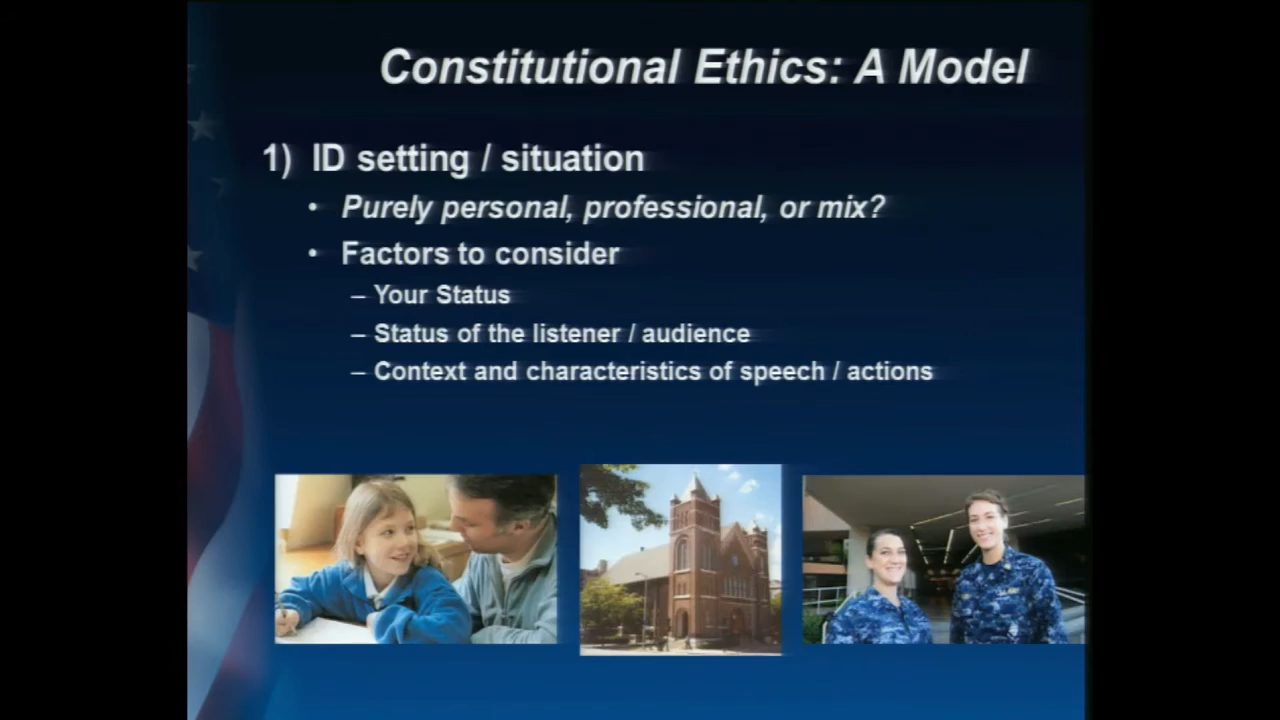 Constitutional Ethics: A Model
1) ID setting / situation
• Purely personal, professional, or mix?
• Factors to consider
– Your Status
– Status of the listener / audience
– Context and characteristics of speech / actions